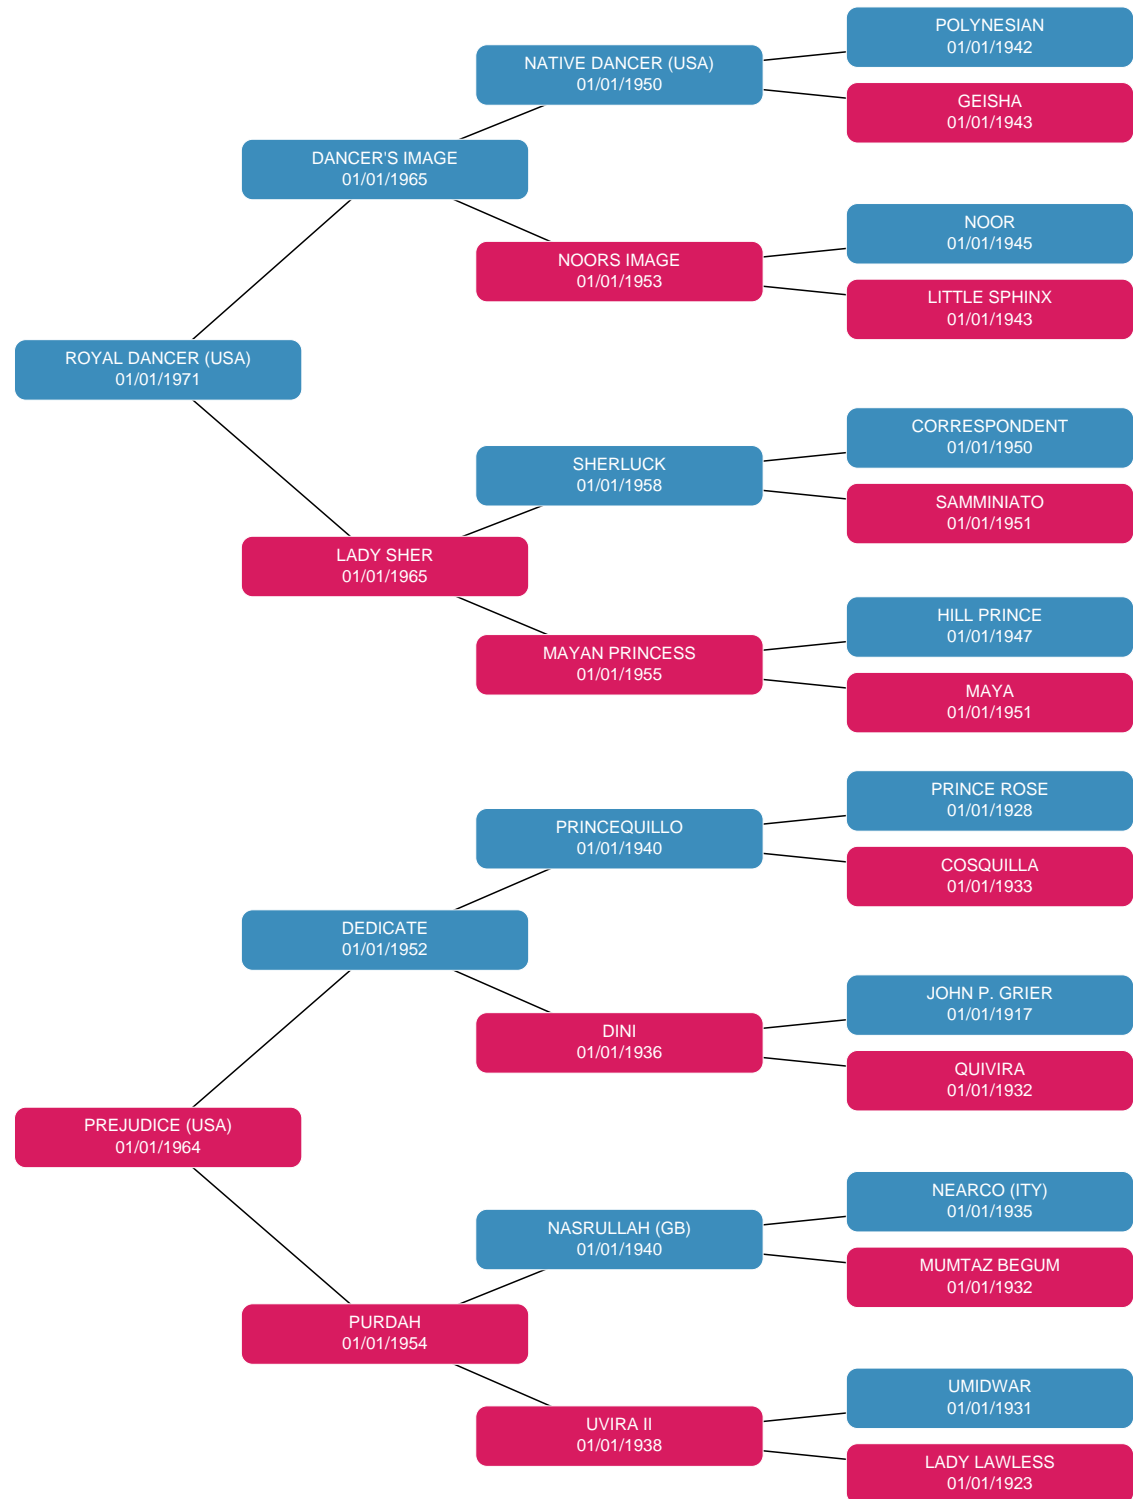 POLYNESIAN
01/01/1942
NATIVE DANCER (USA)
01/01/1950
GEISHA
01/01/1943
DANCER'S IMAGE
01/01/1965
NOOR
01/01/1945
NOORS IMAGE
01/01/1953
LITTLE SPHINX
01/01/1943
ROYAL DANCER (USA)
01/01/1971
CORRESPONDENT
01/01/1950
SHERLUCK
01/01/1958
SAMMINIATO
01/01/1951
LADY SHER
01/01/1965
HILL PRINCE
01/01/1947
MAYAN PRINCESS
01/01/1955
MAYA
01/01/1951
PRINCE ROSE
01/01/1928
PRINCEQUILLO
01/01/1940
COSQUILLA
01/01/1933
DEDICATE
01/01/1952
JOHN P. GRIER
01/01/1917
DINI
01/01/1936
QUIVIRA
01/01/1932
PREJUDICE (USA)
01/01/1964
NEARCO (ITY)
01/01/1935
NASRULLAH (GB)
01/01/1940
MUMTAZ BEGUM
01/01/1932
PURDAH
01/01/1954
UMIDWAR
01/01/1931
UVIRA II
01/01/1938
LADY LAWLESS
01/01/1923